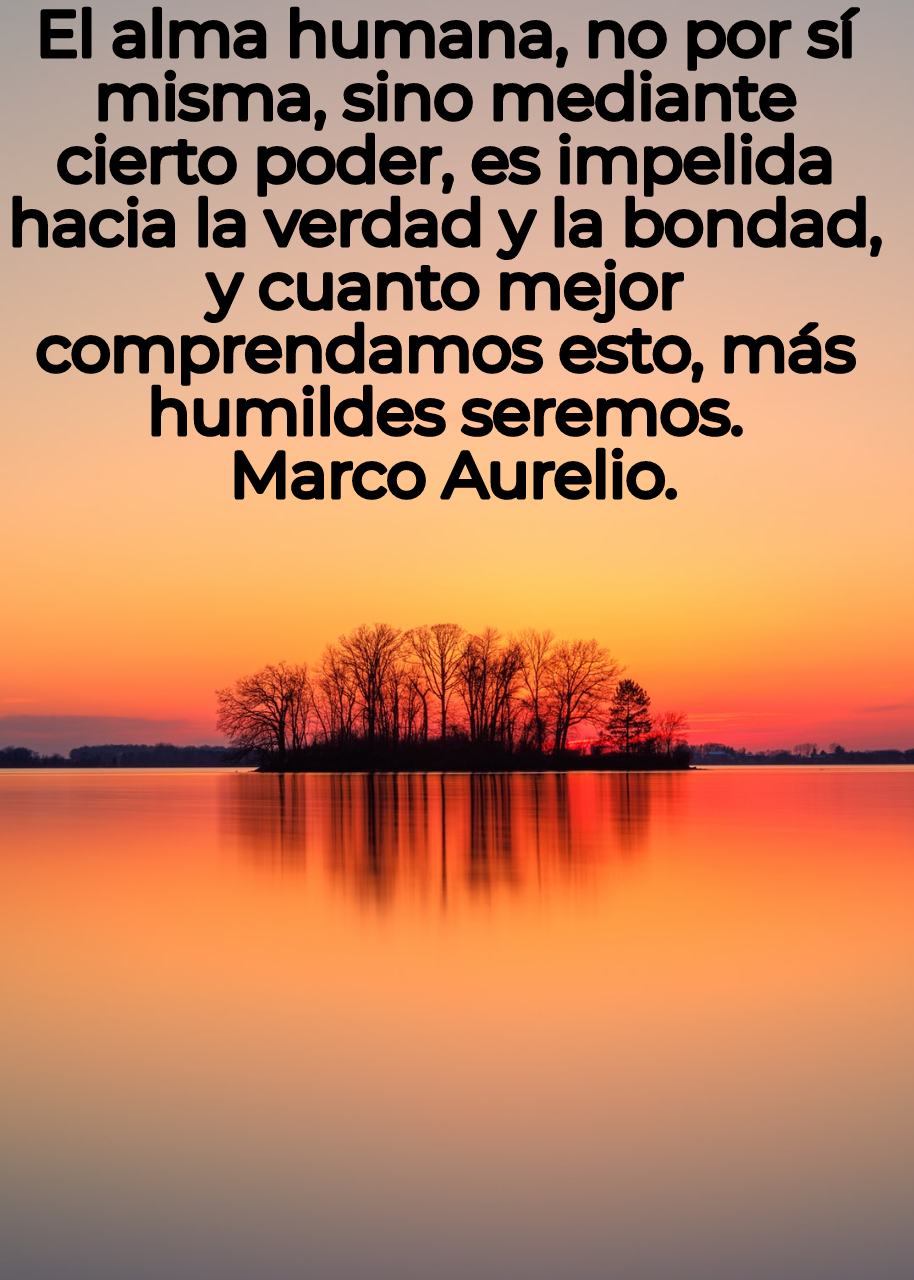 El alma humana, no por sí
misma, sino mediante
cierto poder, es impelida
hacia la verdad y la bondad,
y cuanto mejor
comprendamos esto, más
humildes seremos.
Marco Aurelio.